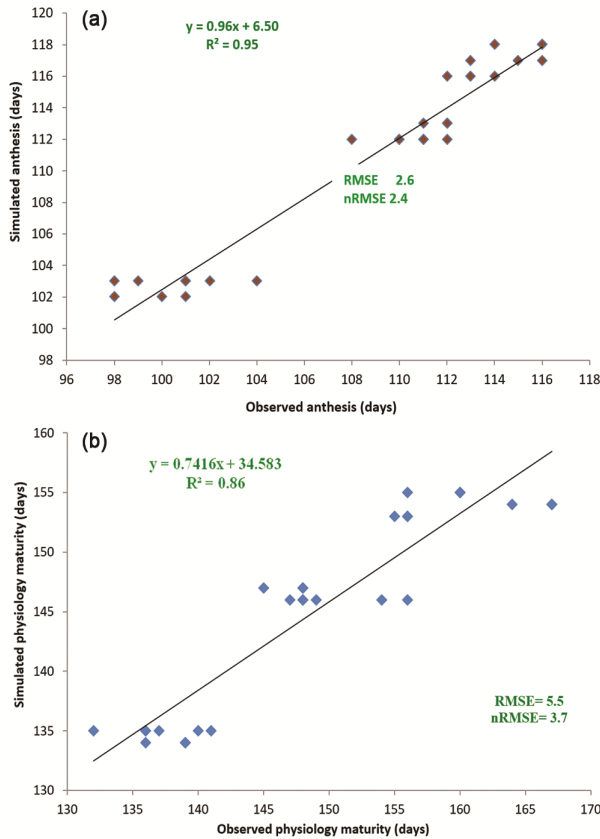 (a)
y = 0.96x + 6.50
R² = 0.95
120
118
116
114
112
110
108
106
104
102
100
98
Simulated anthesis (days)
RMSE 2.6
nRMSE 2.4
96 98 100 102 104 106 108 110 112 114 116 118
Observed anthesis (days)
(b)
y = 0.7416x + 34.583
R² = 0.86
160
155
150
145
140
135
130
Simulated physiology maturity (days)
RMSE= 5.5
nRMSE= 3.7
130 135 140 145 150 155 160 165 170
Observed physiology maturity (days)